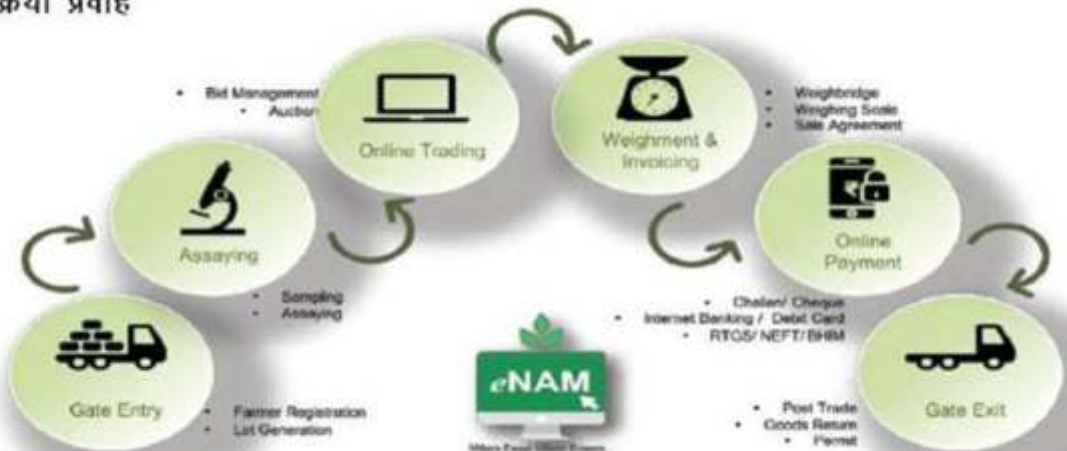 प्रवाह
Gate Entry
• Farmer Registration
• Lot Generation
Assaying
• Sampling
• Assaying
Online Trading
• Bid Management
• Auction
Weighment &
Invoicing
• Weighbridge
• Weighing Scale
• Sale Agreement
Online
Payment
• Challan/ Cheque
• Internet Banking / Debit Card
• RTGS/ NEFT/ BHIM
Gate Exit
• Post Trade
• Goods Return
• Permit
eNAM